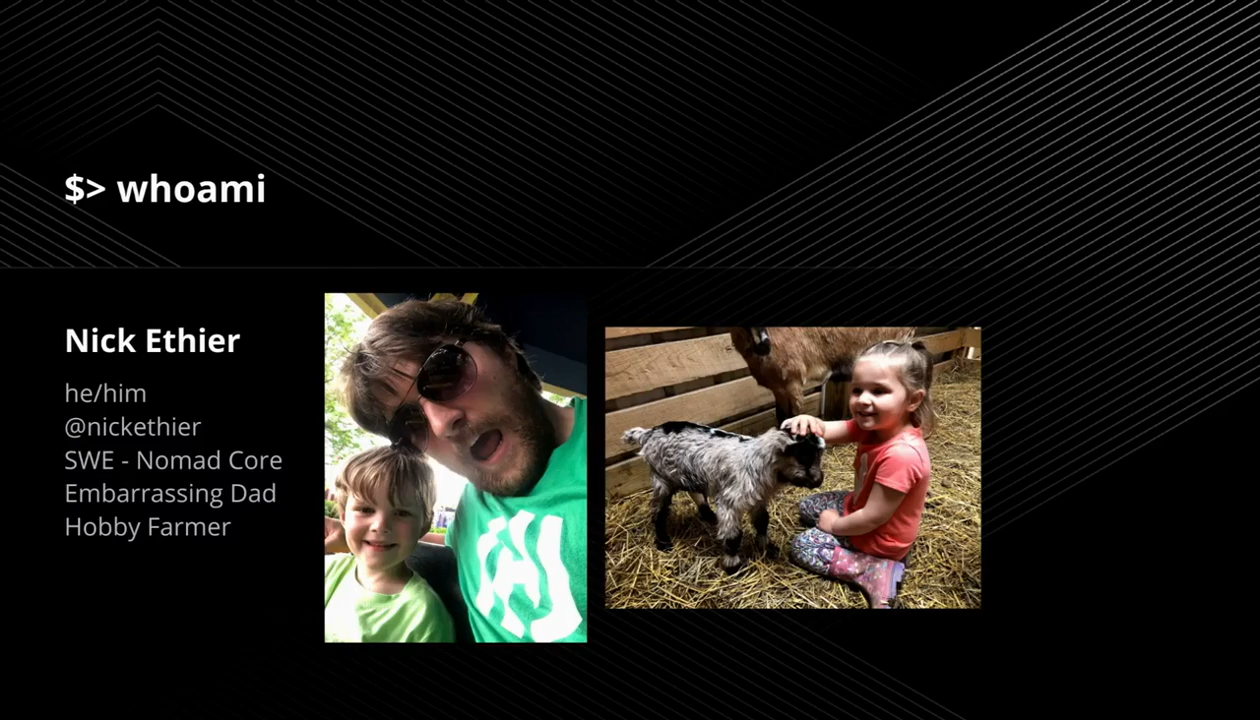 $> whoami
Nick Ethier
he/him
@nickethier
SWE - Nomad Core
Embarrassing Dad
Hobby Farmer